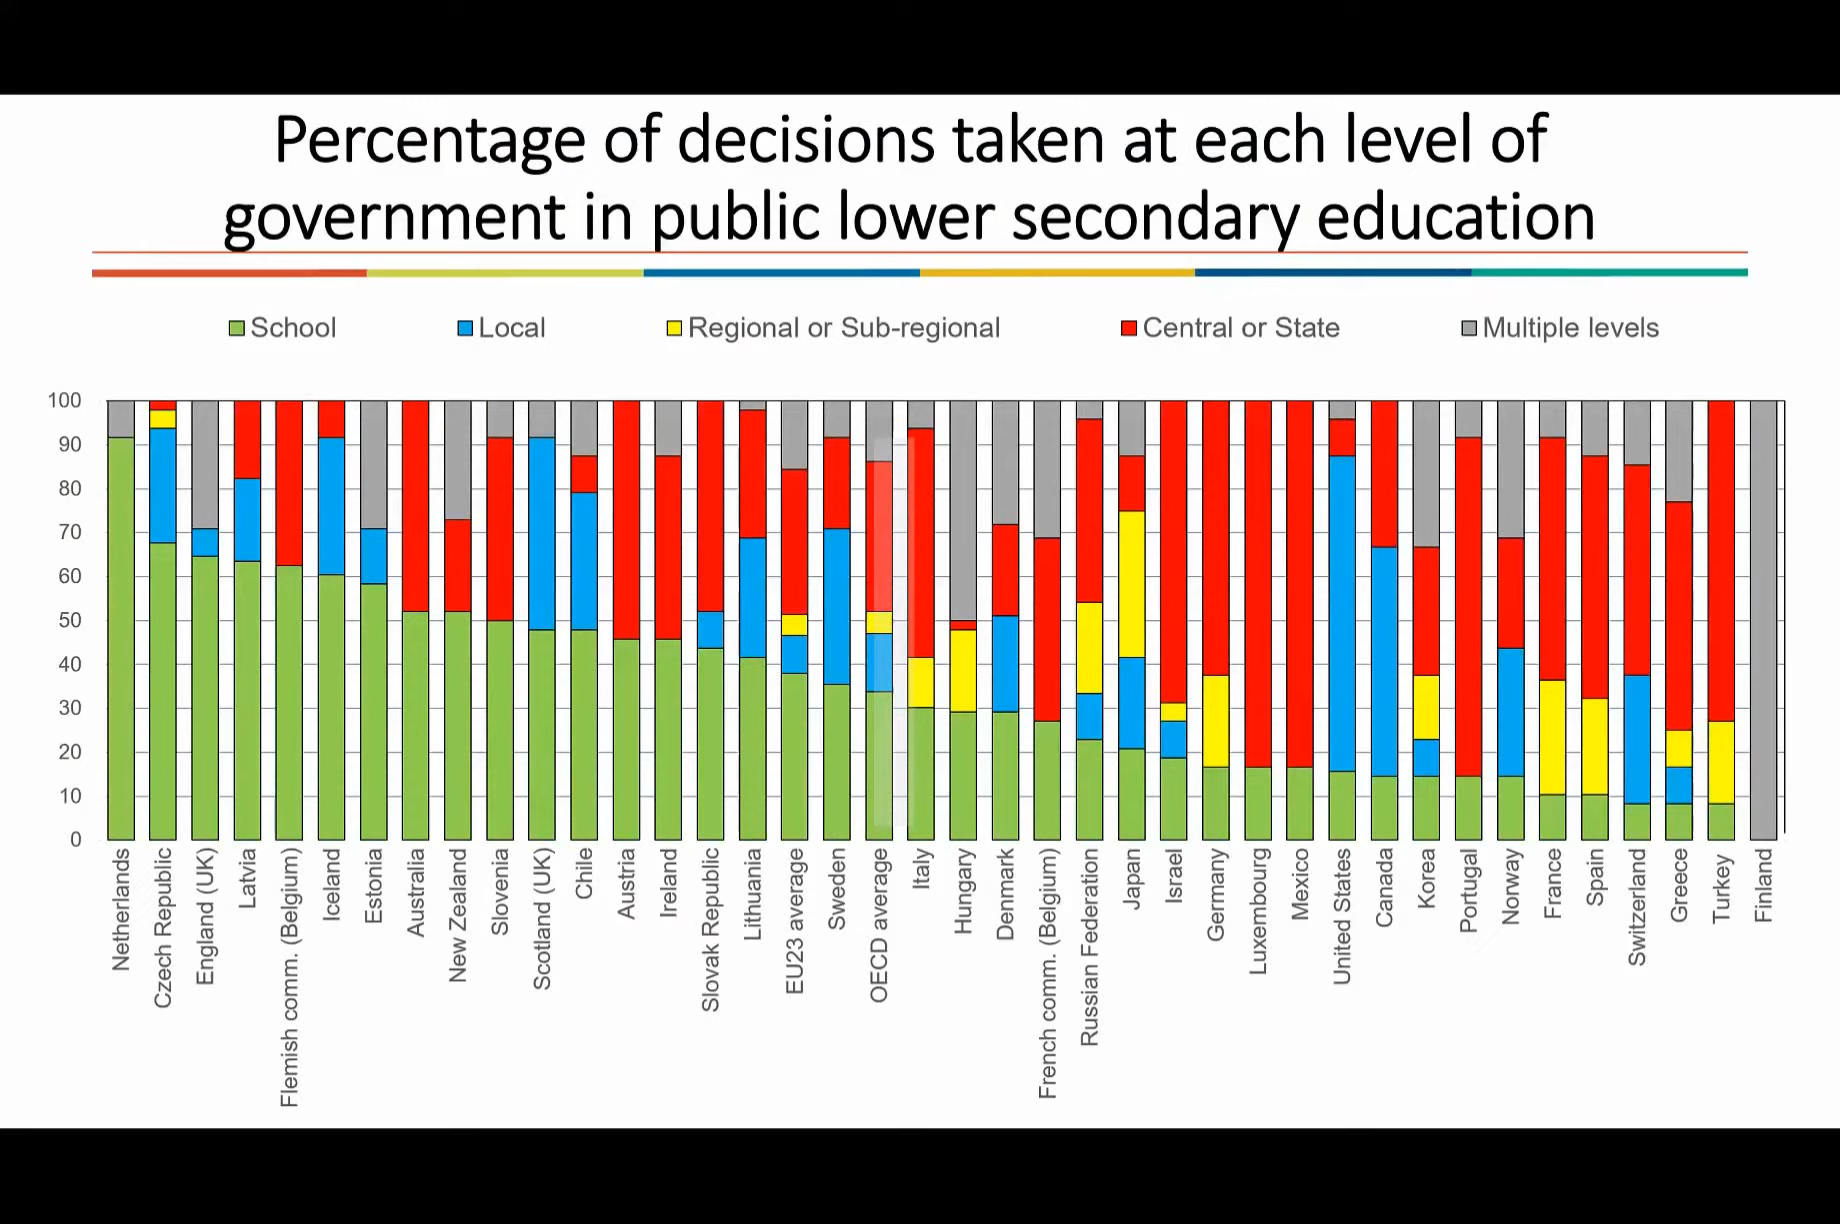 Percentage of decisions taken at each level of
government in public lower secondary education
School Local Regional or Sub-regional Central or State Multiple levels
100
90
80
70
60
50
40
30
20
10
0
Netherlands
Czech Republic
England (UK)
Latvia
Flemish comm. (Belgium)
Iceland
Estonia
Australia
New Zealand
Slovenia
Scotland (UK)
Chile
Austria
Ireland
Slovak Republic
Lithuania
EU23 average
Sweden
OECD average
Italy
Hungary
Denmark
French comm. (Belgium)
Russian Federation
Japan
Israel
Germany
Luxembourg
Mexico
United States
Canada
Korea
Portugal
Norway
France
Spain
Switzerland
Greece
Turkey
Finland